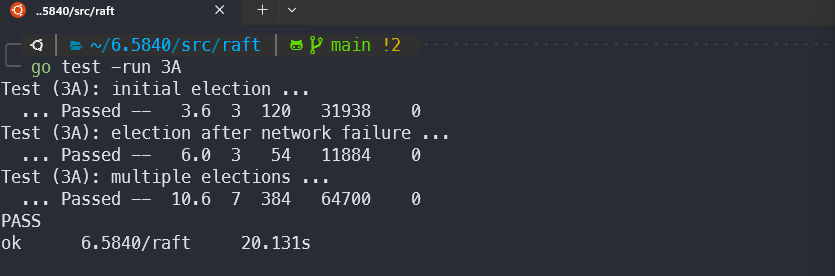 ..5840/src/raft
~/6.5840/src/raft main !2
go test -run 3A
Test (3A): initial election ...
  ... Passed --   3.6  3  120   31938    0
Test (3A): election after network failure ...
  ... Passed --   6.0  3   54   11884    0
Test (3A): multiple elections ...
  ... Passed --  10.6  7  384   64700    0
PASS
ok      6.5840/raft     20.131s